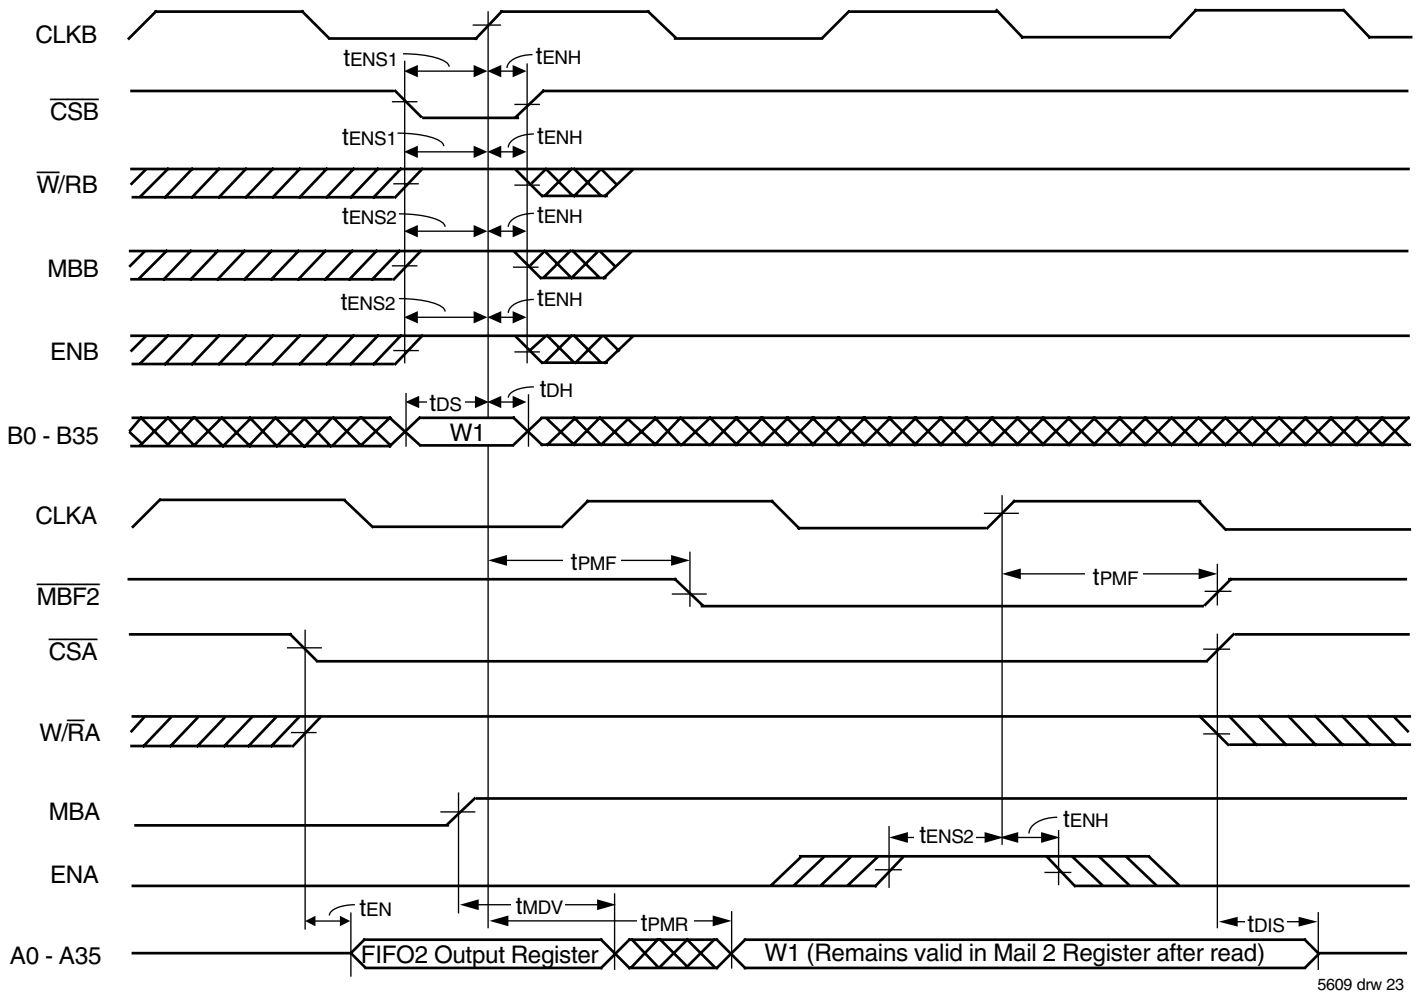 CLKB
tENS1
tENH
CSB
tENS1
tENH
W/RB
tENS2
tENH
MBB
tENS2
tENH
ENB
tDS
tDH
B0 - B35
W1
CLKA
tPMF
tPMF
MBF2
CSA
W/RA
MBA
tENS2
tENH
ENA
tEN
tMDV
tPMR
tDIS
A0 - A35
FIFO2 Output Register
W1 (Remains valid in Mail 2 Register after read)
5609 drw 23